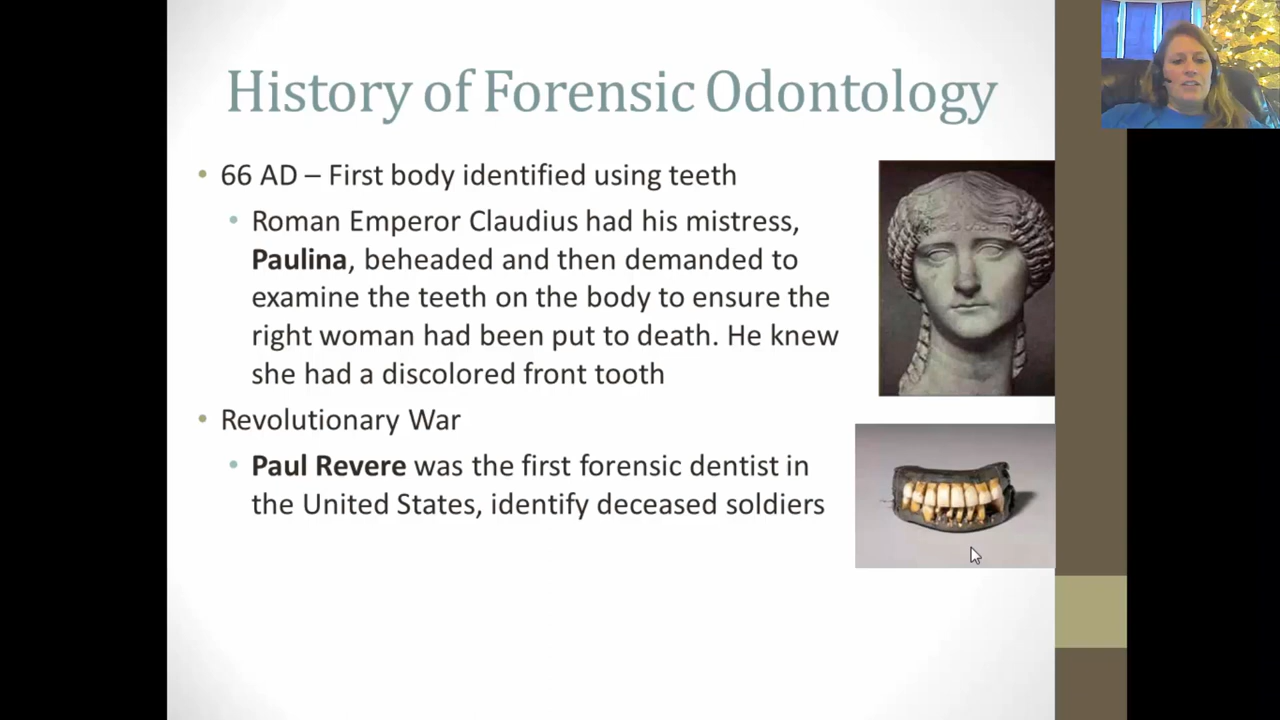 History of Forensic Odontology
• 66 AD – First body identified using teeth
• Roman Emperor Claudius had his mistress,
Paulina, beheaded and then demanded to
examine the teeth on the body to ensure the
right woman had been put to death. He knew
she had a discolored front tooth
• Revolutionary War
• Paul Revere was the first forensic dentist in
the United States, identify deceased soldiers